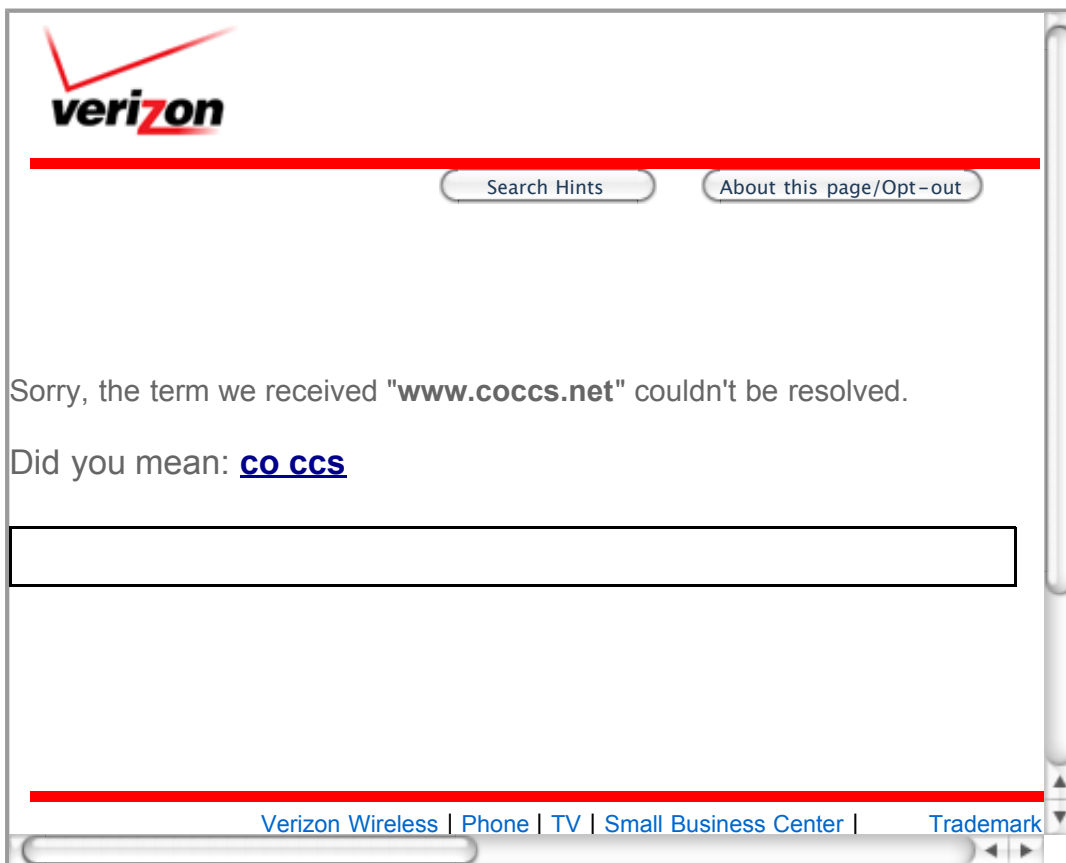 verizon
Search Hints About this page/Opt-out
Sorry, the term we received "www.coccs.net" couldn't be resolved.
Did you mean: co ccs
Verizon Wireless | Phone | TV | Small Business Center | Trademark